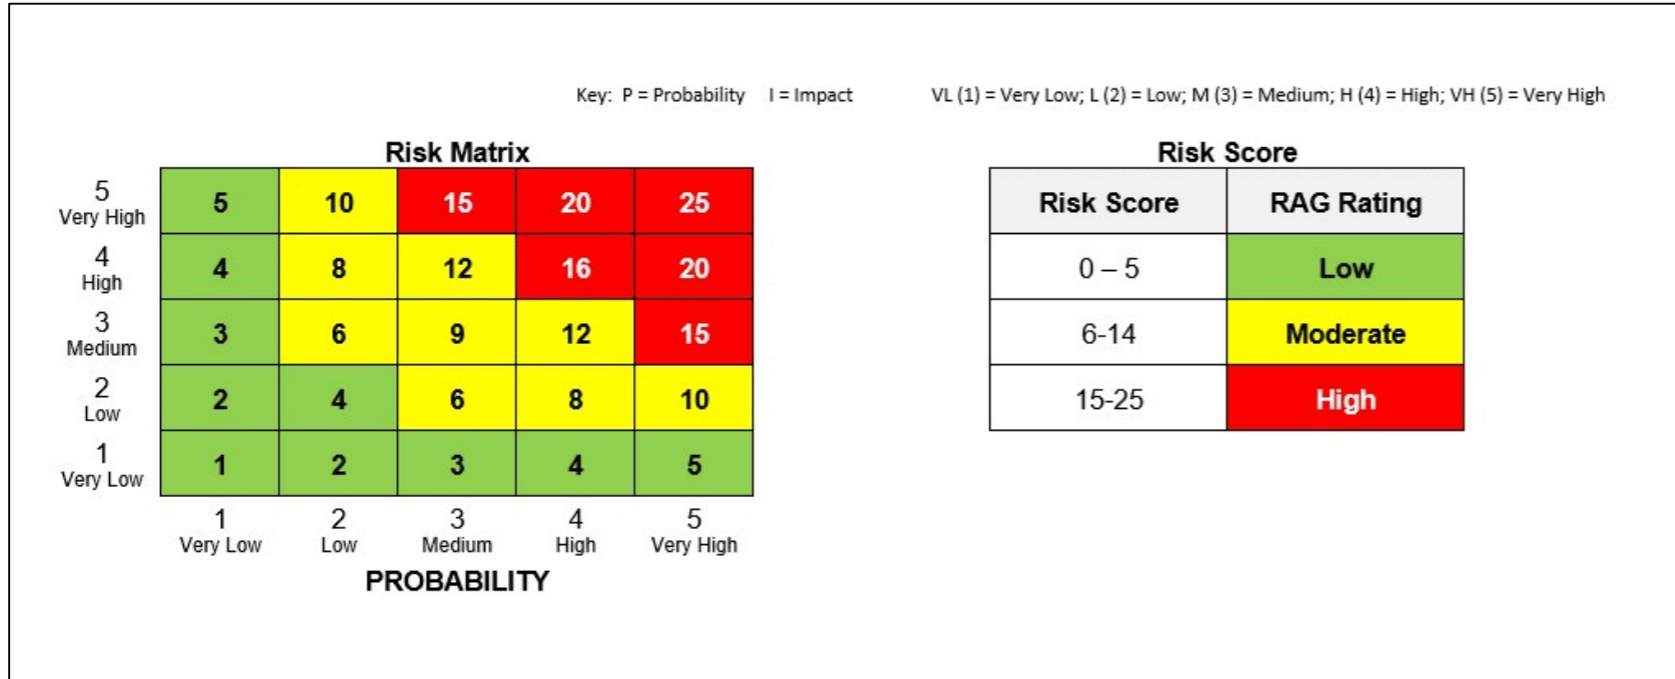 Key: P = Probability I = Impact VL (1) = Very Low; L (2) = Low; M (3) = Medium; H (4) = High; VH (5) = Very High
Risk Matrix
5
Very High
5 10 15 20 25
4
High
4 8 12 16 20
3
Medium
3 6 9 12 15
2
Low
2 4 6 8 10
1
Very Low
1 2 3 4 5
1 2 3 4 5
Very Low Low Medium High Very High
PROBABILITY
Risk Score
Risk Score RAG Rating
0 – 5 Low
6-14 Moderate
15-25 High